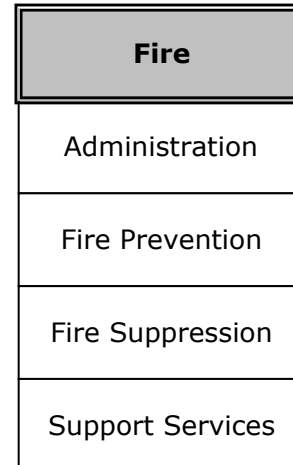 Fire
Administration
Fire Prevention
Fire Suppression
Support Services